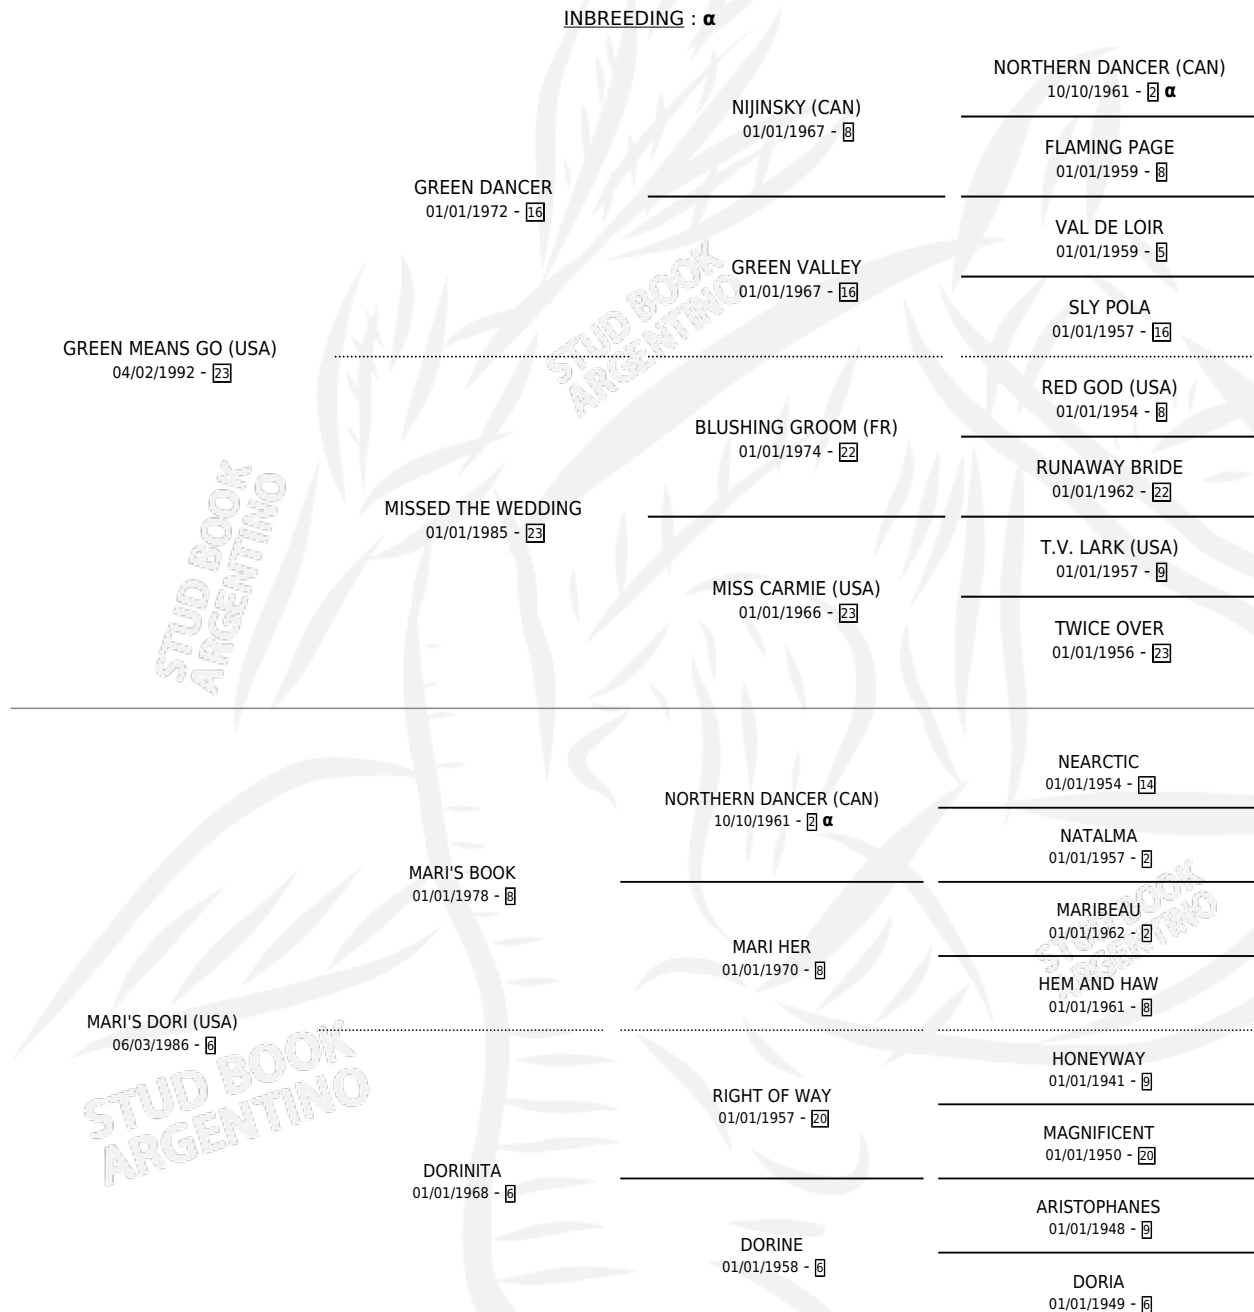 INBREEDING : α
NORTHERN DANCER (CAN)
10/10/1961 - 2 α
NIJINSKY (CAN)
01/01/1967 - 8
FLAMING PAGE
01/01/1959 - 8
GREEN DANCER
01/01/1972 - 16
VAL DE LOIR
01/01/1959 - 5
GREEN VALLEY
01/01/1967 - 16
SLY POLA
01/01/1957 - 16
GREEN MEANS GO (USA)
04/02/1992 - 23
RED GOD (USA)
01/01/1954 - 8
BLUSHING GROOM (FR)
01/01/1974 - 22
RUNAWAY BRIDE
01/01/1962 - 22
MISSED THE WEDDING
01/01/1985 - 23
T.V. LARK (USA)
01/01/1957 - 9
MISS CARMIE (USA)
01/01/1966 - 23
TWICE OVER
01/01/1956 - 23
NEARCTIC
01/01/1954 - 14
NORTHERN DANCER (CAN)
10/10/1961 - 2 α
NATALMA
01/01/1957 - 2
MARI'S BOOK
01/01/1978 - 8
MARIBEAU
01/01/1962 - 2
MARI HER
01/01/1970 - 8
HEM AND HAW
01/01/1961 - 8
MARI'S DORI (USA)
06/03/1986 - 6
HONEYWAY
01/01/1941 - 9
RIGHT OF WAY
01/01/1957 - 20
MAGNIFICENT
01/01/1950 - 20
DORINITA
01/01/1968 - 6
ARISTOPHANES
01/01/1948 - 9
DORINE
01/01/1958 - 6
DORIA
01/01/1949 - 6
STUD BOOK
ARGENTINO
STUD BOOK
ARGENTINO
STUD BOOK
ARGENTINO
STUD BOOK
ARGENTINO